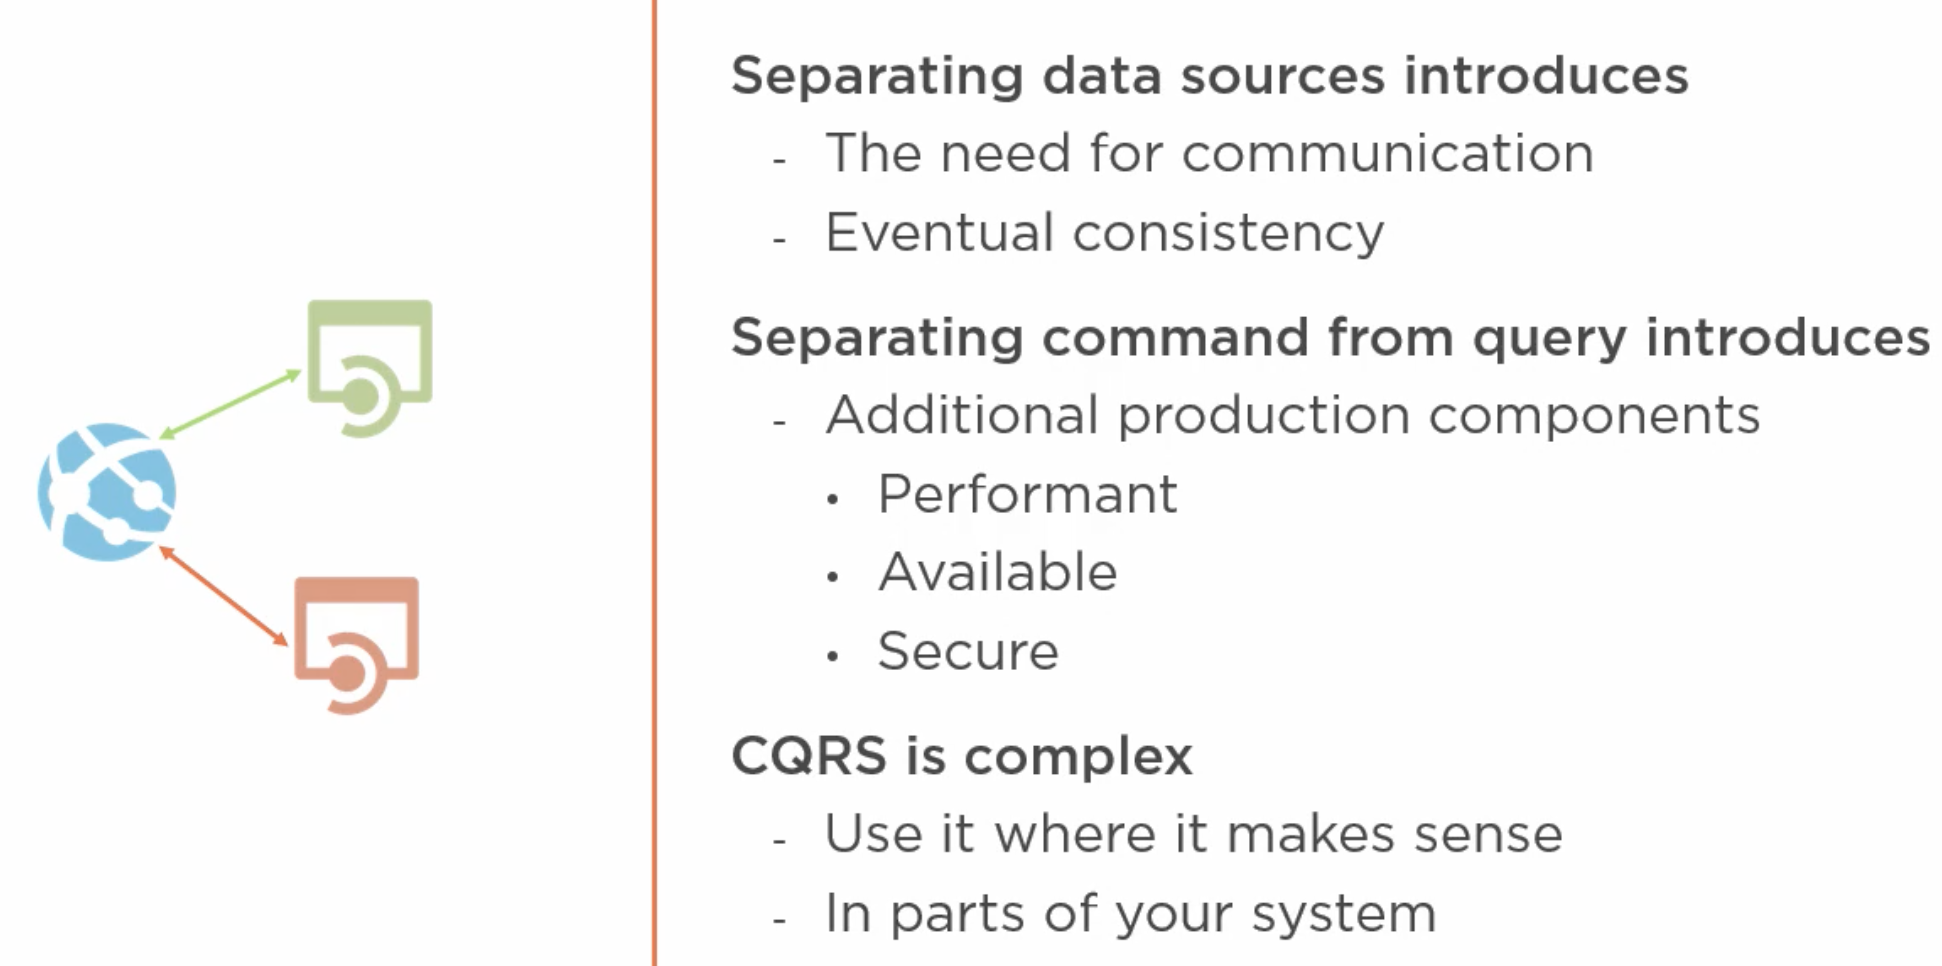 Separating data sources introduces
- The need for communication
- Eventual consistency
Separating command from query introduces
- Additional production components
• Performant
• Available
• Secure
CQRS is complex
- Use it where it makes sense
- In parts of your system